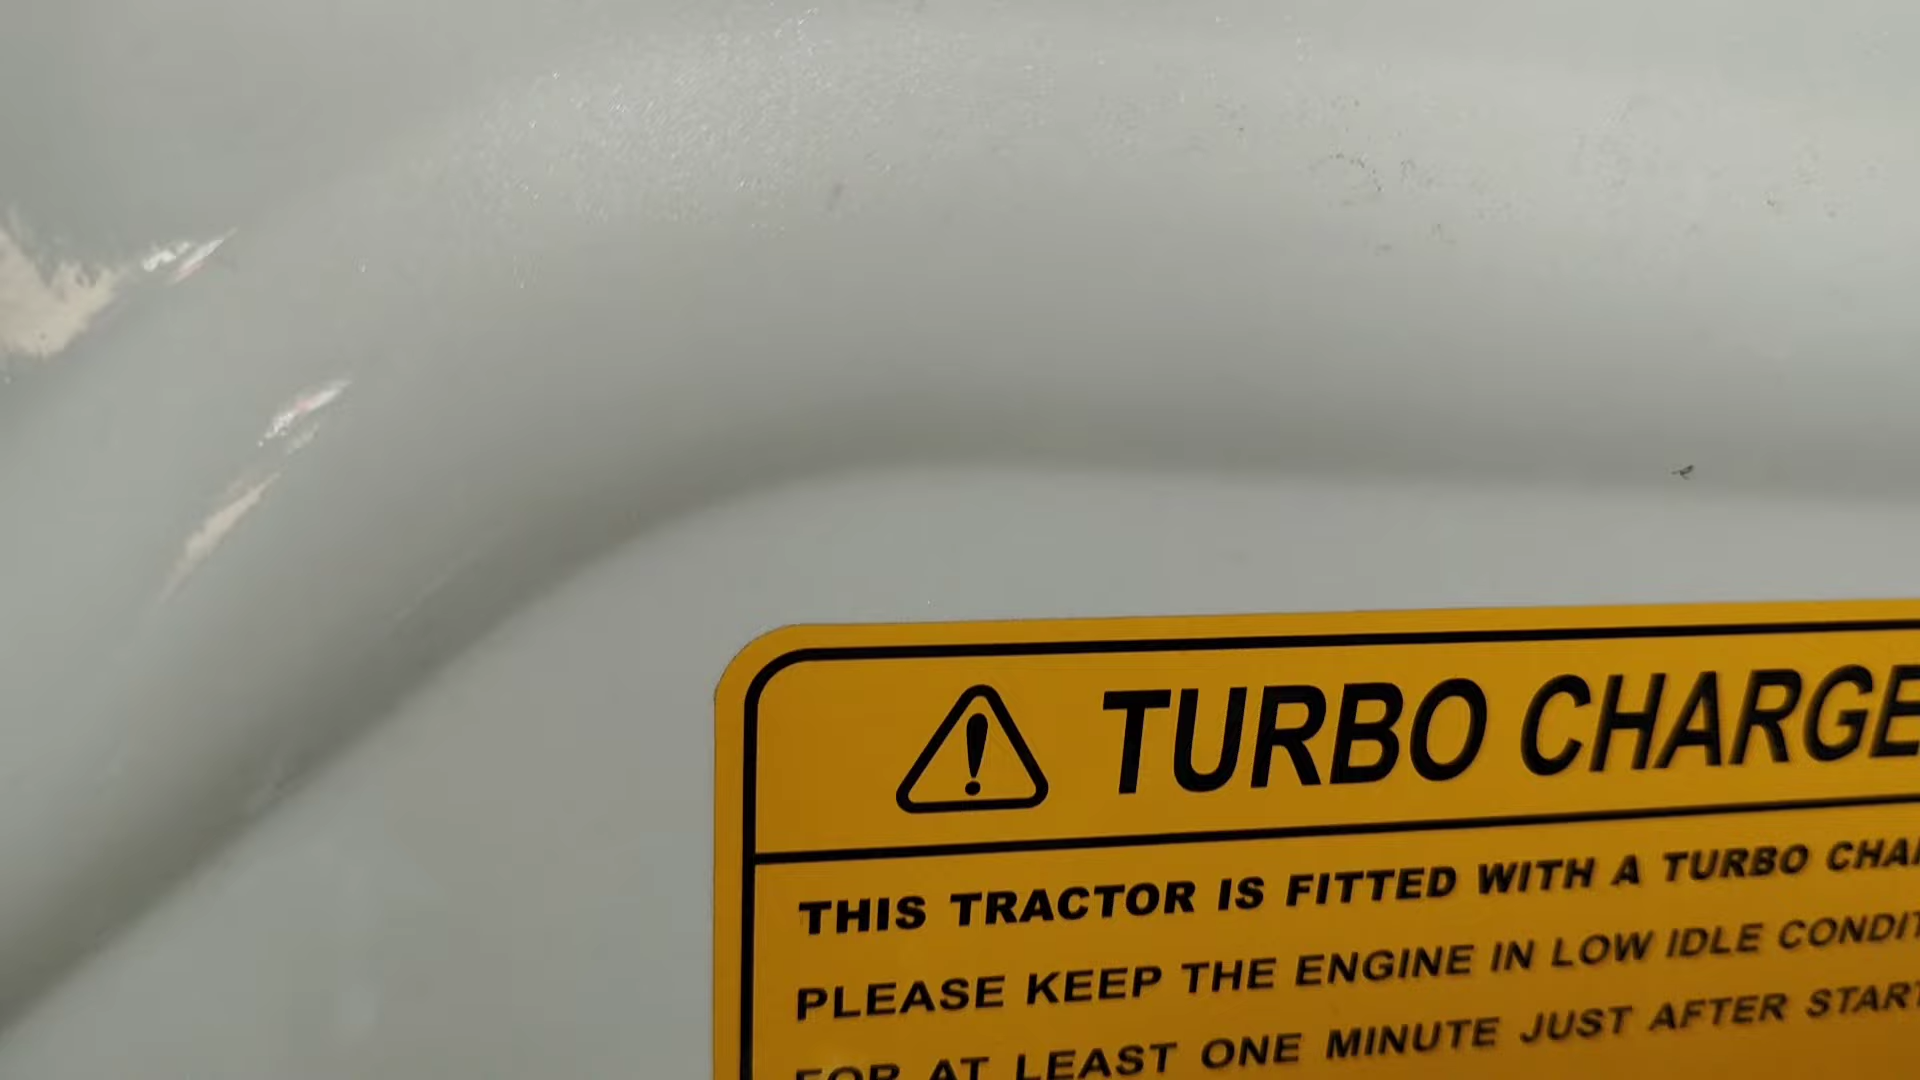 TURBO CHARGE
THIS TRACTOR IS FITTED WITH A TURBO CHA
PLEASE KEEP THE ENGINE IN LOW IDLE CONDIT
FOR AT LEAST ONE MINUTE JUST AFTER START